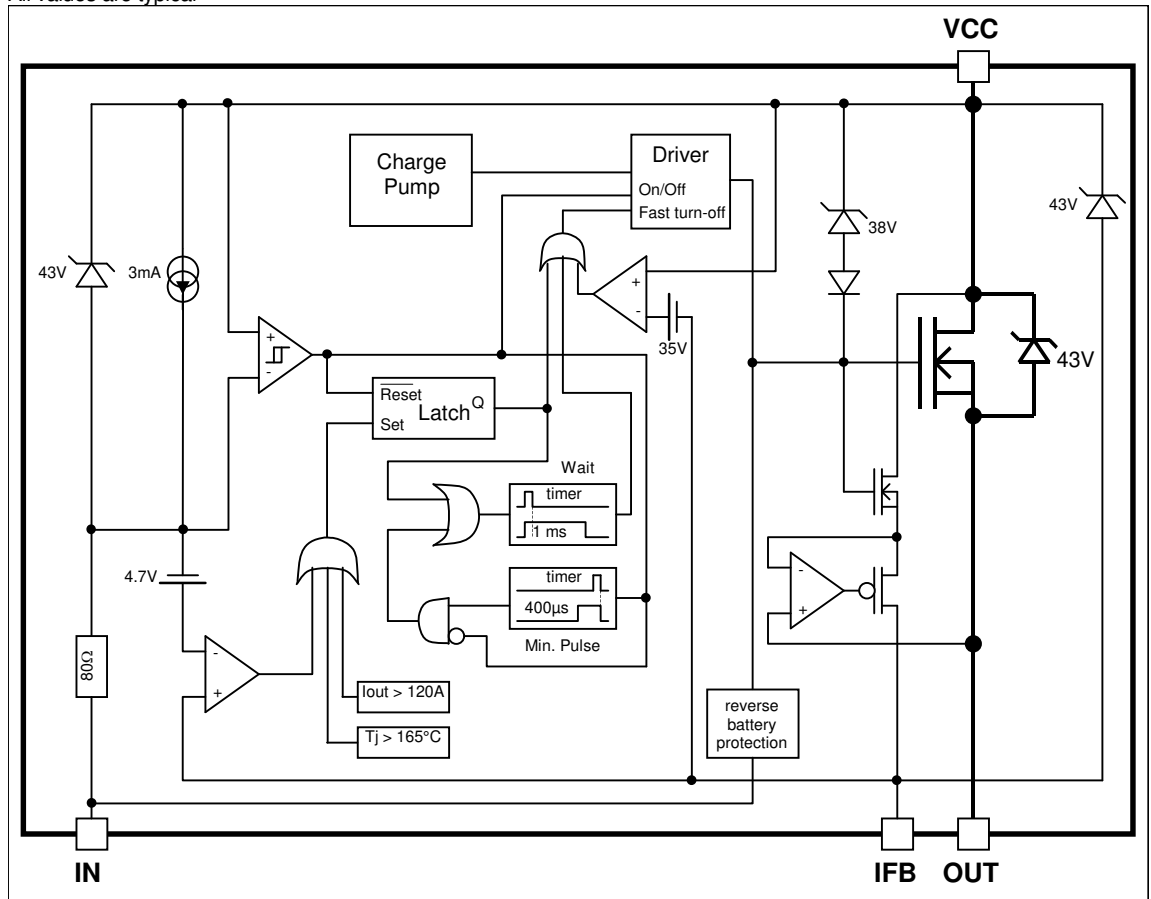 All values are typical
VCC
Charge
Pump
Driver
On/Off
Fast turn-off
43V
3mA
38V
43V
+
-
+
-
35V
43V
Reset
Latch
Q
Set
Wait
timer
1 ms
4.7V
timer
400µs
Min. Pulse
-
+
80Ω
-
+
Iout > 120A
Tj > 165°C
reverse
battery
protection
IN
IFB
OUT